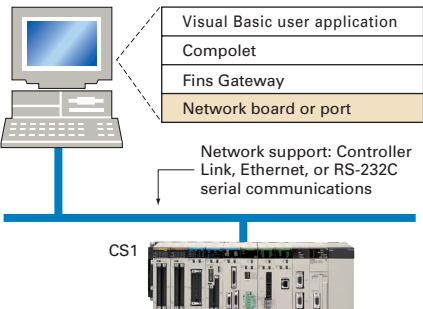 Visual Basic user application
Compolet
Fins Gateway
Network board or port
Network support: Controller
Link, Ethernet, or RS-232C
serial communications
CS1